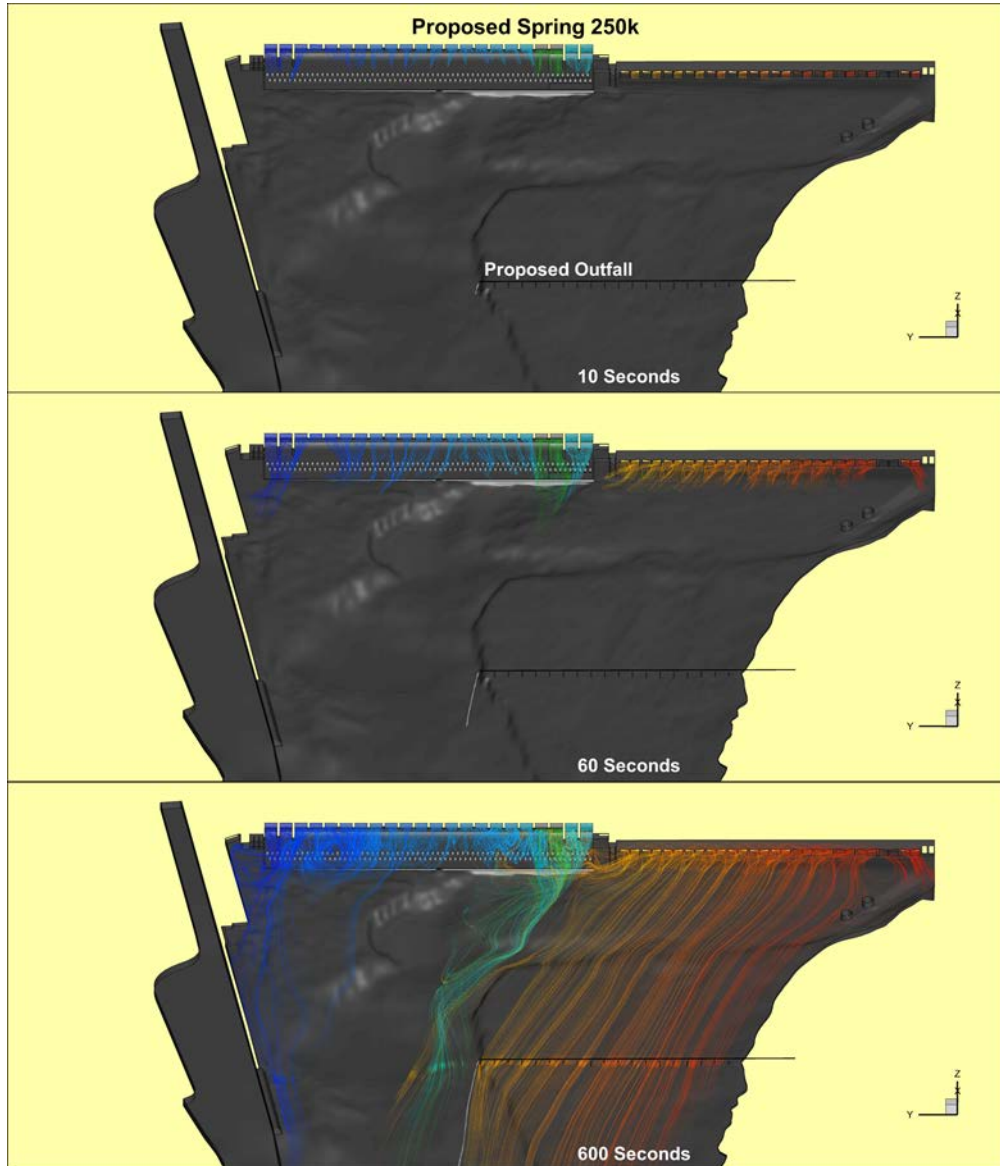 Proposed Spring 250k
Proposed Outfall
Z
X
Y
10 Seconds
Z
X
Y
60 Seconds
Z
X
Y
600 Seconds